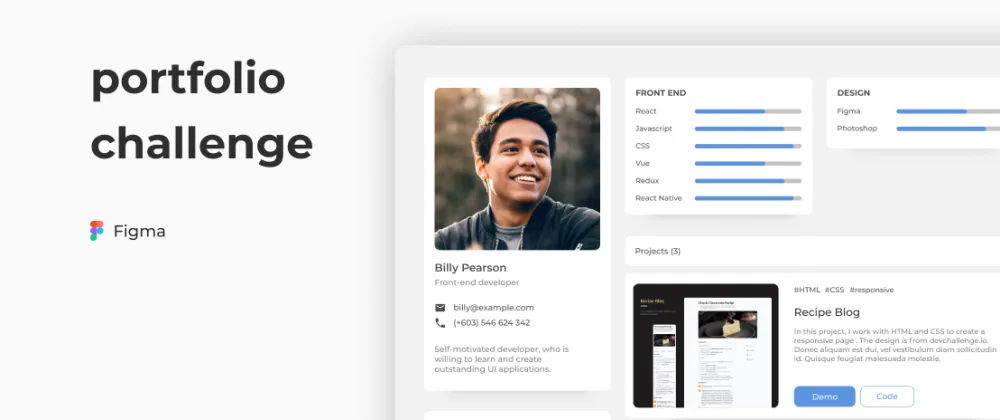 portfolio
challenge
Figma
Billy Pearson
Front-end developer
billy@example.com
(+603) 546 624 342
Self-motivated developer, who is
willing to learn and create
outstanding UI applications.
FRONT END
React
Javascript
CSS
Vue
Redux
React Native
DESIGN
Figma
Photoshop
Projects (3)
Recipe Blog
#HTML #CSS #responsive
Recipe Blog
In this project, I work with HTML and CSS to create a
responsive page . The design is from devchallenge.io.
Donec aliquam est dui, vel vestibulum diam sollicitudin
id. Quisque feugiat malesuada molestie.
Demo
Code